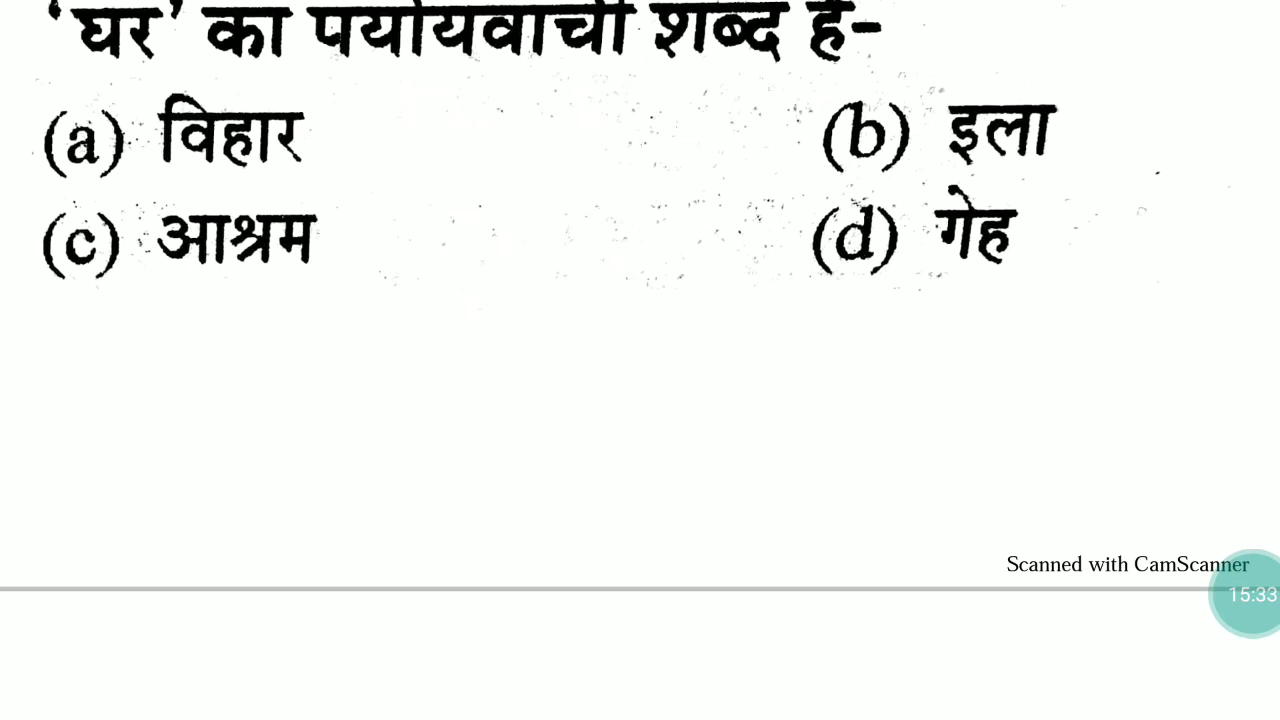 ‘घर’ का पर्यायवाची शब्द है-
(a) विहार (b) इला
(c) आश्रम (d) गेह
Scanned with CamScanner
15:33